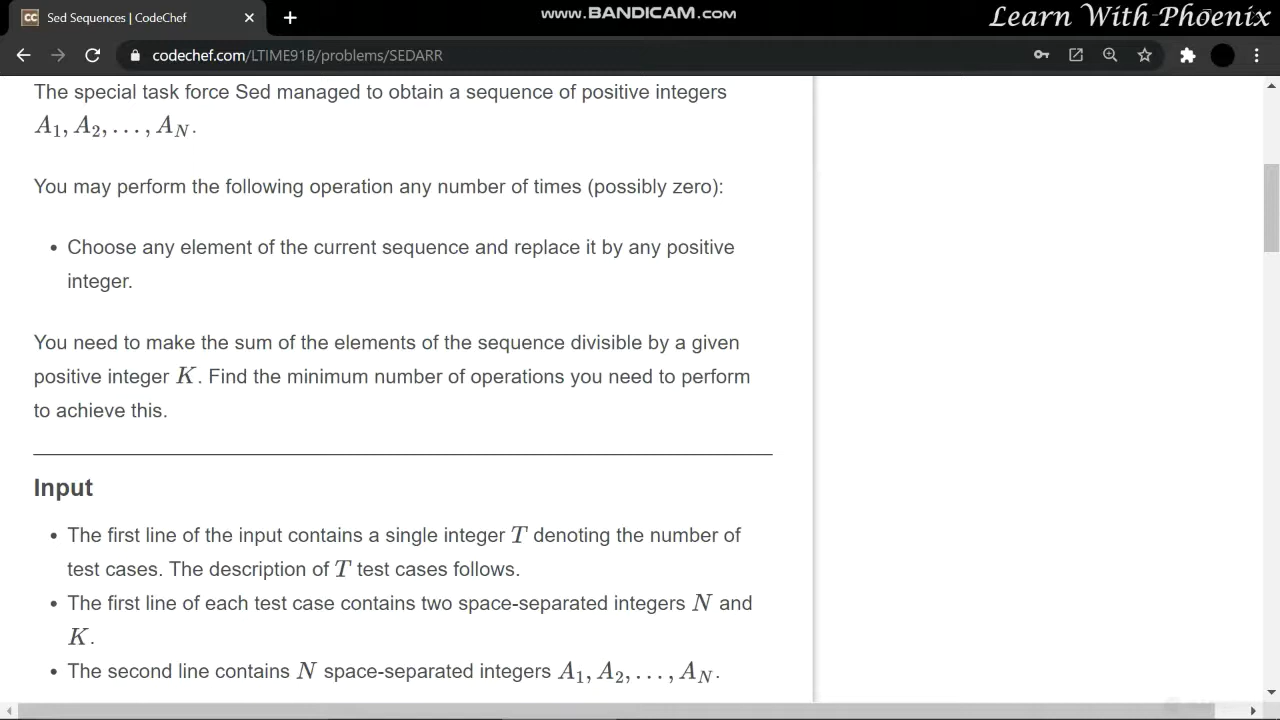 www.BANDICAM.com
Learn With Phoenix
Sed Sequences | CodeChef
codechef.com/LTIME91B/problems/SEDARR
The special task force Sed managed to obtain a sequence of positive integers
A₁, A₂, . . . , A_N.
You may perform the following operation any number of times (possibly zero):
• Choose any element of the current sequence and replace it by any positive
integer.
You need to make the sum of the elements of the sequence divisible by a given
positive integer K. Find the minimum number of operations you need to perform
to achieve this.
Input
• The first line of the input contains a single integer T denoting the number of
test cases. The description of T test cases follows.
• The first line of each test case contains two space-separated integers N and
K.
• The second line contains N space-separated integers A₁, A₂, . . . , A_N.